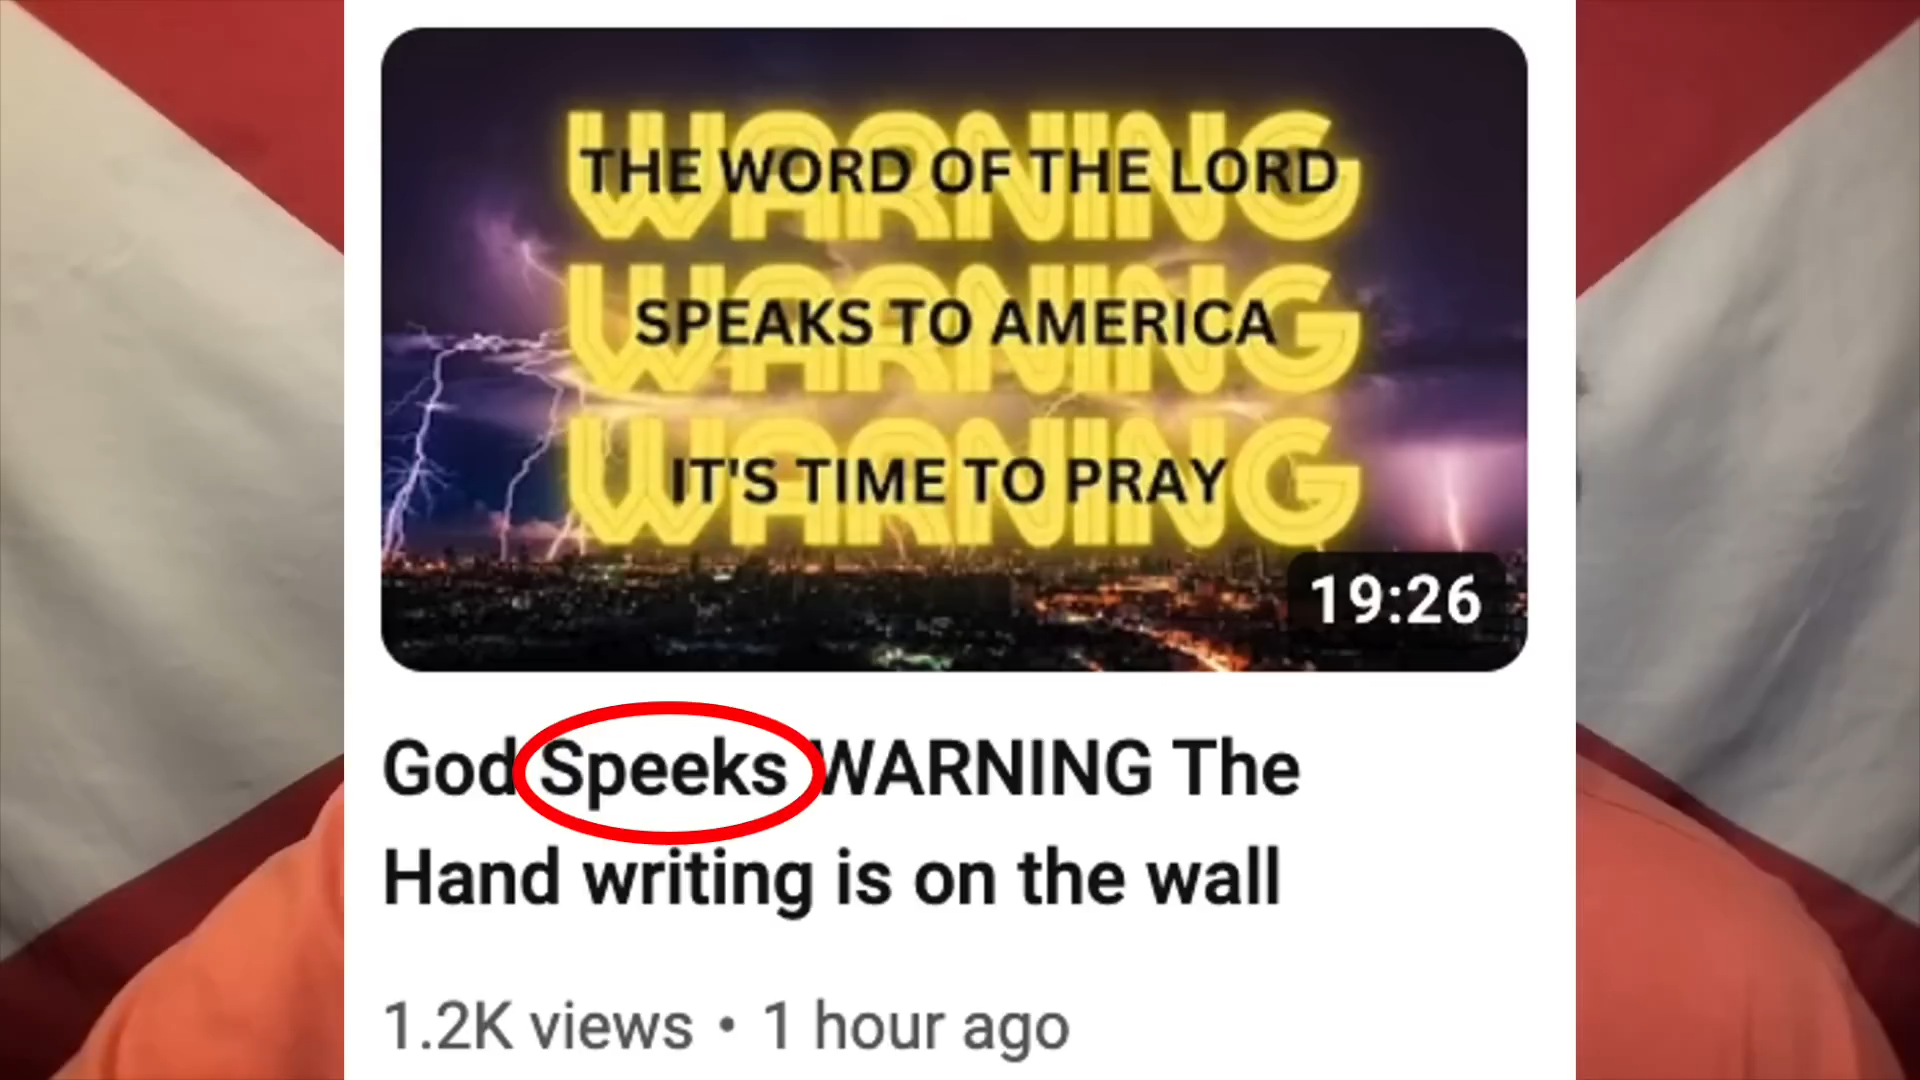 WARNING
THE WORD OF THE LORD
WARNING
SPEAKS TO AMERICA
WARNING
IT'S TIME TO PRAY
19:26
God Speeks WARNING The
Hand writing is on the wall
1.2K views • 1 hour ago